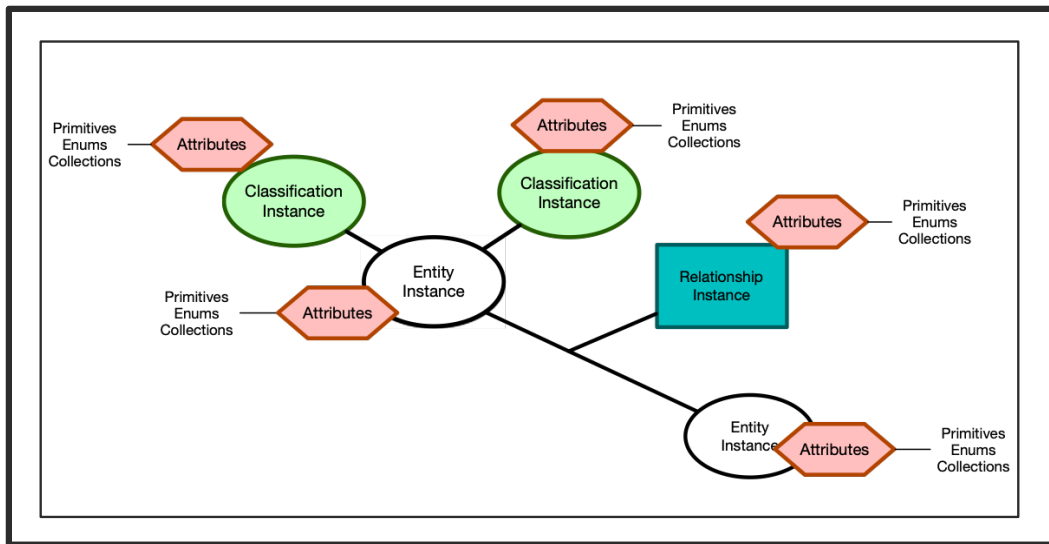 Primitives
Enums
Collections
Attributes
Classification
Instance
Attributes
Primitives
Enums
Collections
Classification
Instance
Attributes
Primitives
Enums
Collections
Relationship
Instance
Entity
Instance
Primitives
Enums
Collections
Attributes
Entity
Instance
Attributes
Primitives
Enums
Collections